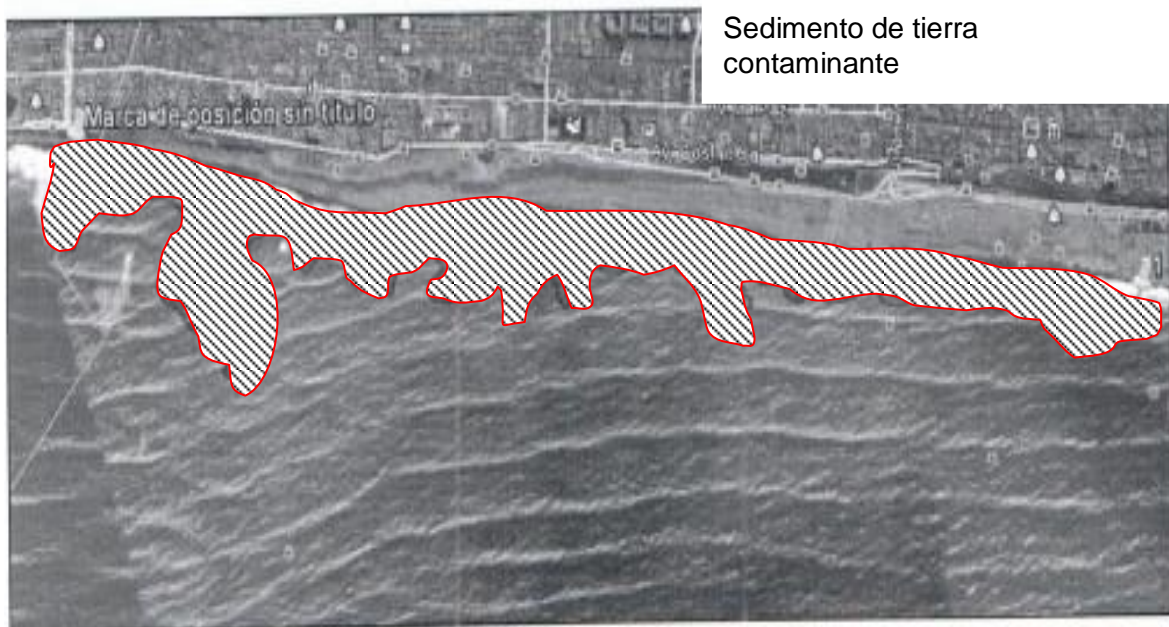 Sedimento de tierra
contaminante
Marca de posición sin título